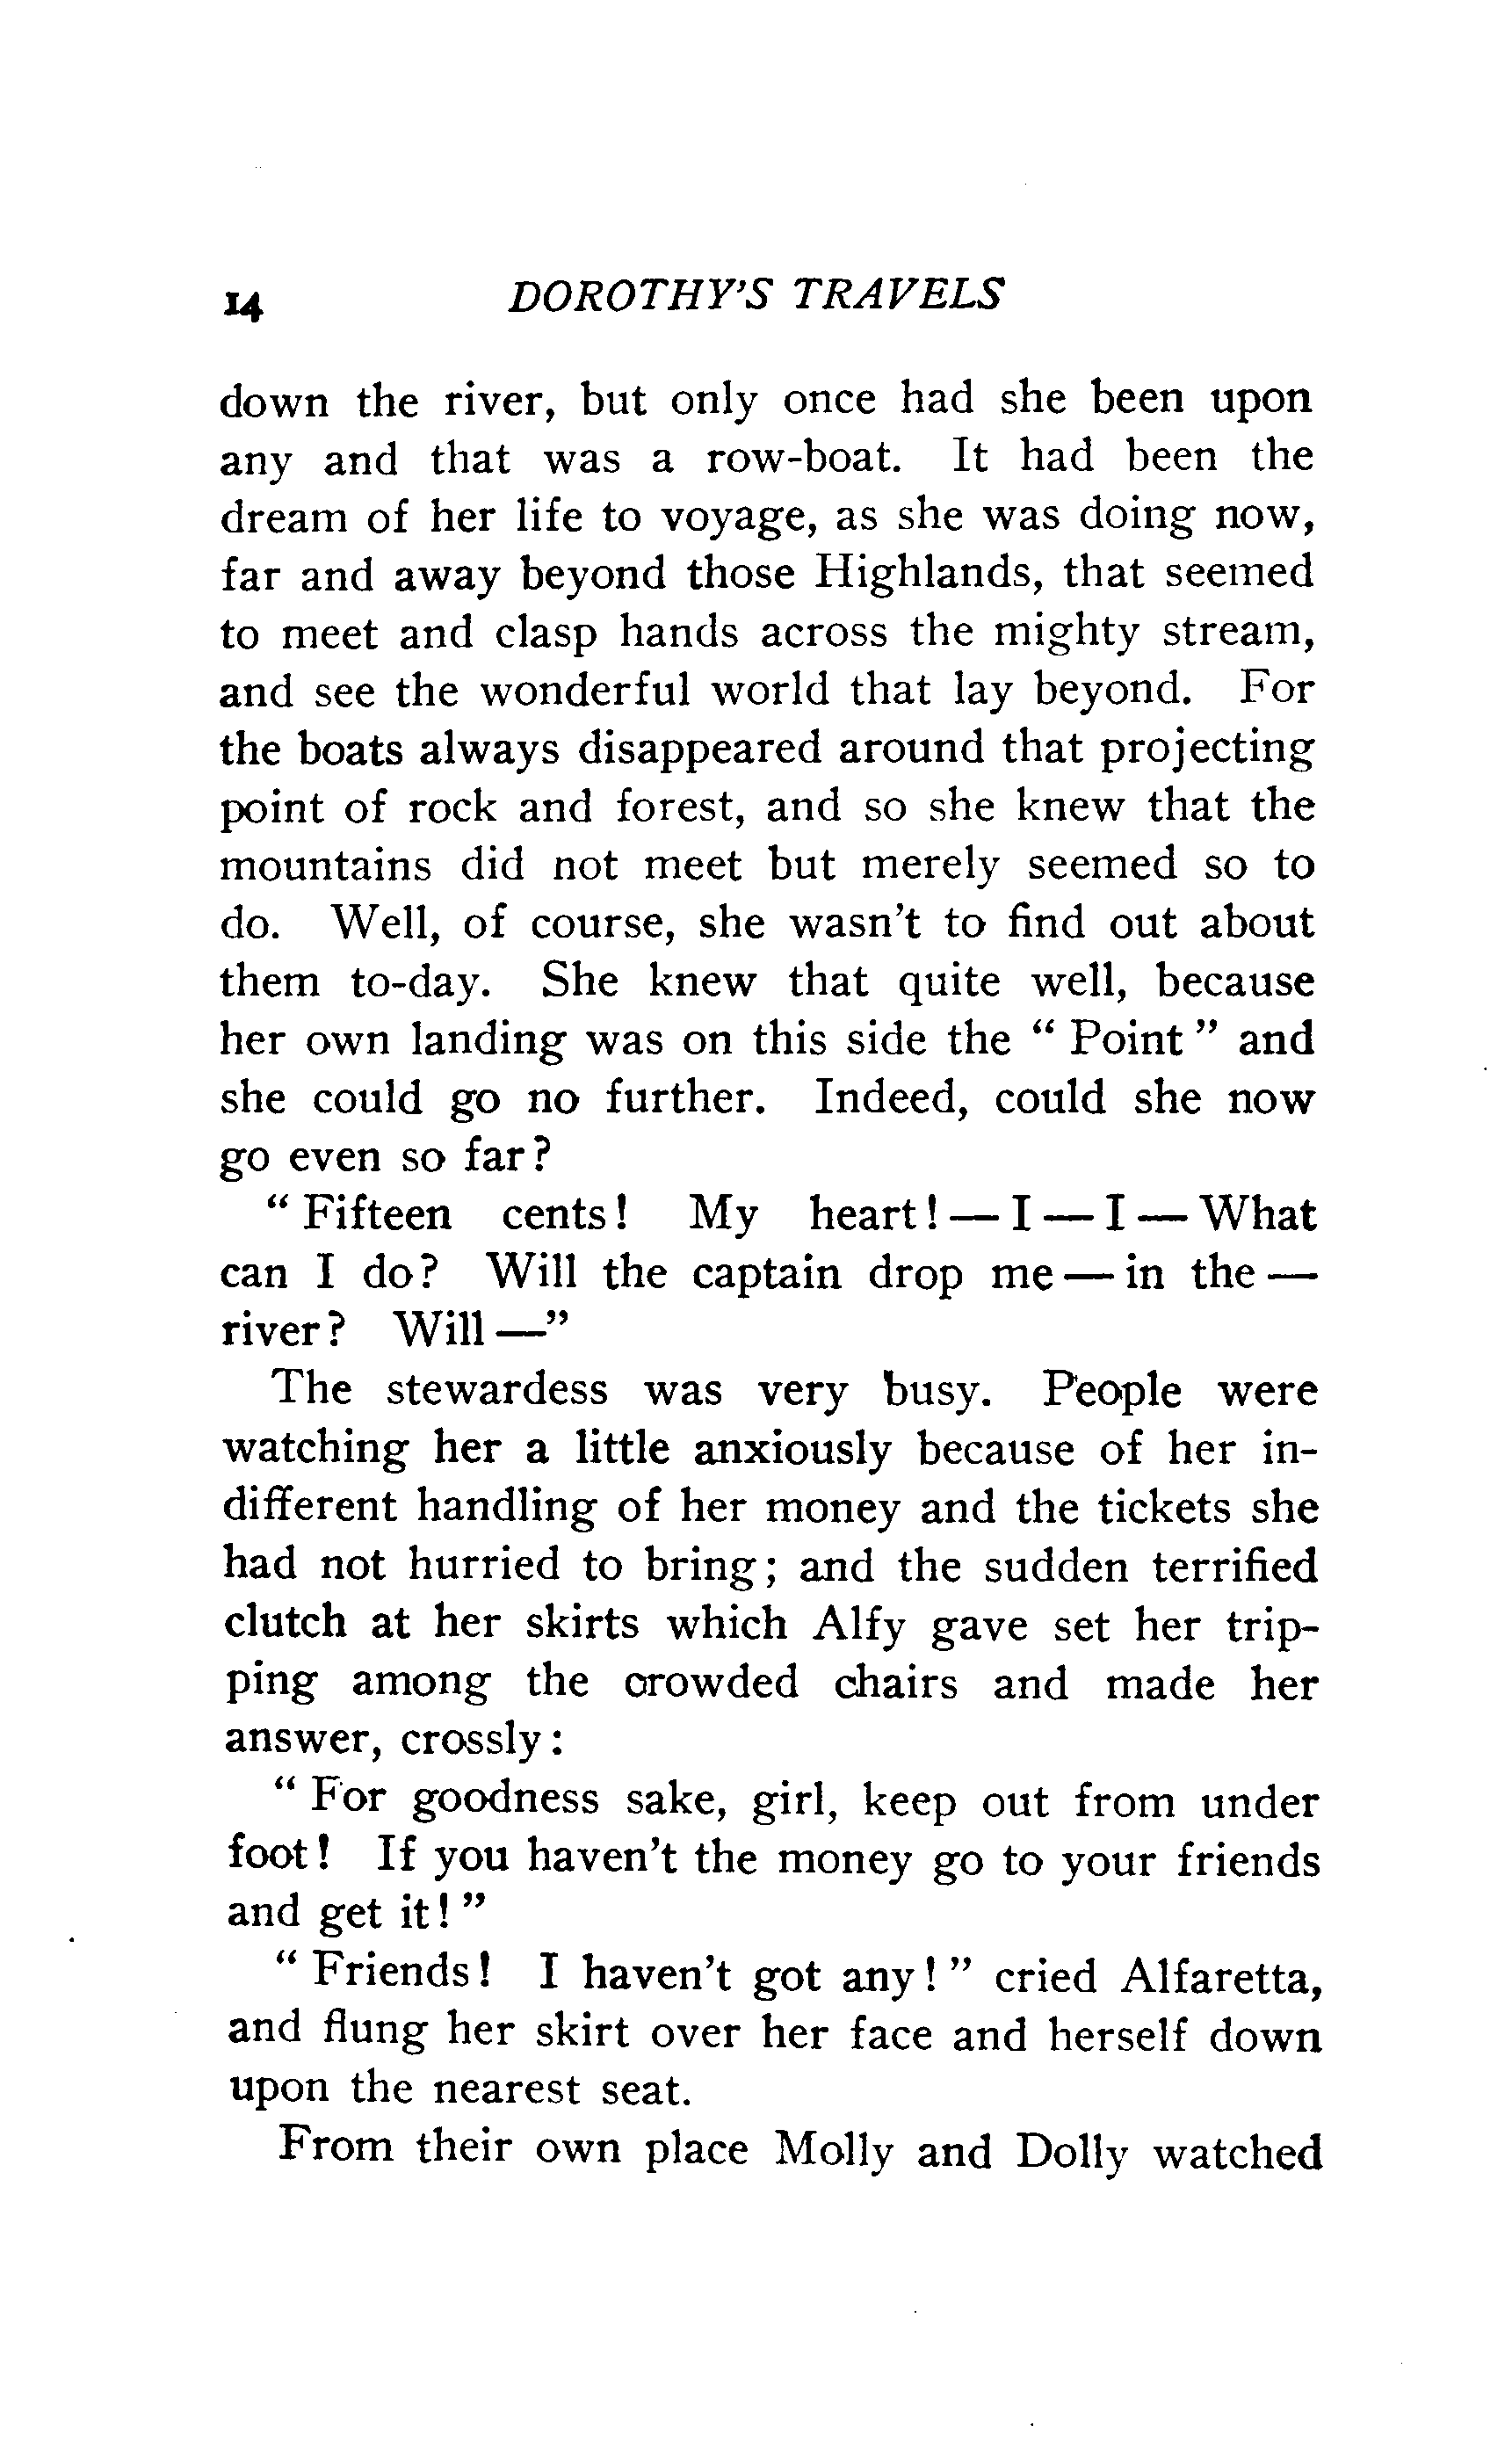 14 DOROTHY'S TRAVELS
down the river, but only once had she been upon
any and that was a row-boat. It had been the
dream of her life to voyage, as she was doing now,
far and away beyond those Highlands, that seemed
to meet and clasp hands across the mighty stream,
and see the wonderful world that lay beyond. For
the boats always disappeared around that projecting
point of rock and forest, and so she knew that the
mountains did not meet but merely seemed so to
do. Well, of course, she wasn't to find out about
them to-day. She knew that quite well, because
her own landing was on this side the " Point " and
she could go no further. Indeed, could she now
go even so far?
" Fifteen cents! My heart! — I — I — What
can I do? Will the captain drop me — in the —
river? Will —"
The stewardess was very busy. People were
watching her a little anxiously because of her in-
different handling of her money and the tickets she
had not hurried to bring; and the sudden terrified
clutch at her skirts which Alfy gave set her trip-
ping among the crowded chairs and made her
answer, crossly:
" For goodness sake, girl, keep out from under
foot! If you haven't the money go to your friends
and get it! "
" Friends! I haven't got any! " cried Alfaretta,
and flung her skirt over her face and herself down
upon the nearest seat.
From their own place Molly and Dolly watched